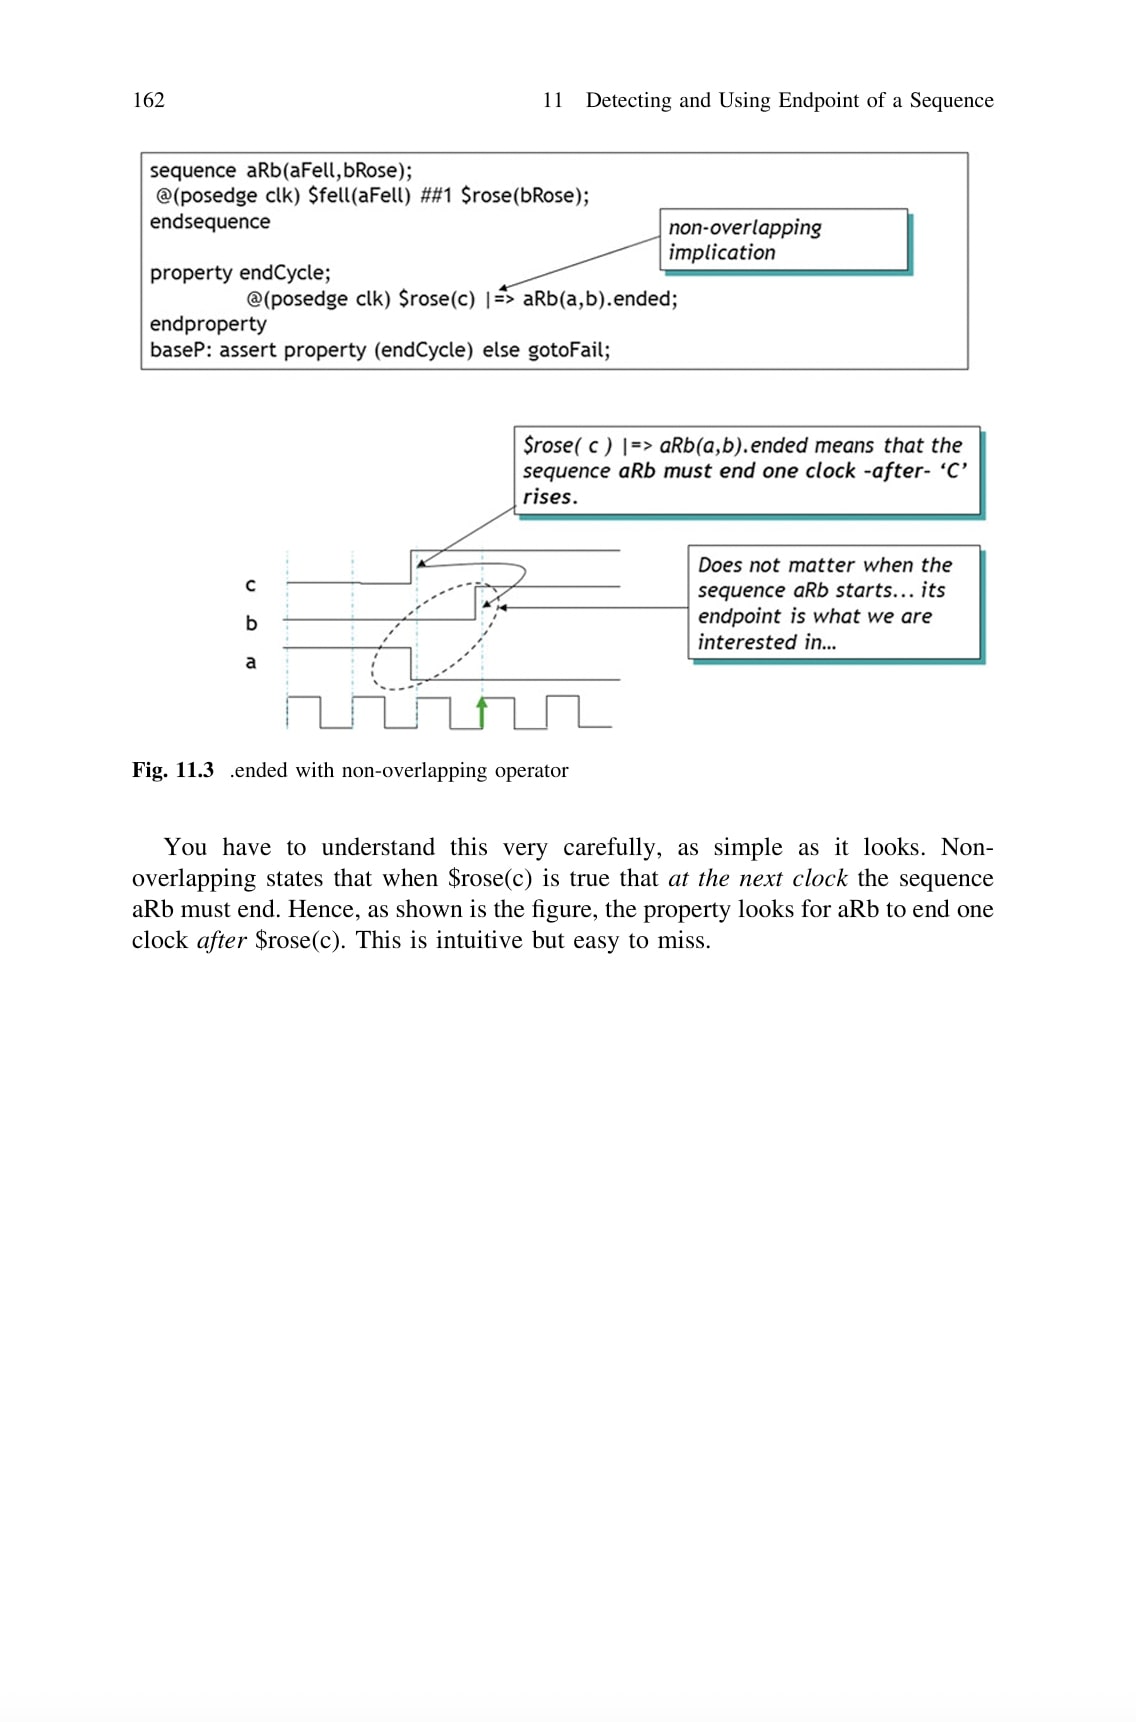 162
11 Detecting and Using Endpoint of a Sequence
sequence aRb(aFell,bRose);
@(posedge clk) $fell(aFell) ##1 $rose(bRose);
endsequence
non-overlapping
implication
property endCycle;
@(posedge clk) $rose(c) |=> aRb(a,b).ended;
endproperty
baseP: assert property (endCycle) else gotoFail;
$rose( c ) |=> aRb(a,b).ended means that the
sequence aRb must end one clock -after- ‘C’
rises.
Does not matter when the
sequence aRb starts... its
endpoint is what we are
interested in...
c
b
a
Fig. 11.3 .ended with non-overlapping operator
You have to understand this very carefully, as simple as it looks. Non-
overlapping states that when $rose(c) is true that at the next clock the sequence
aRb must end. Hence, as shown is the figure, the property looks for aRb to end one
clock after $rose(c). This is intuitive but easy to miss.